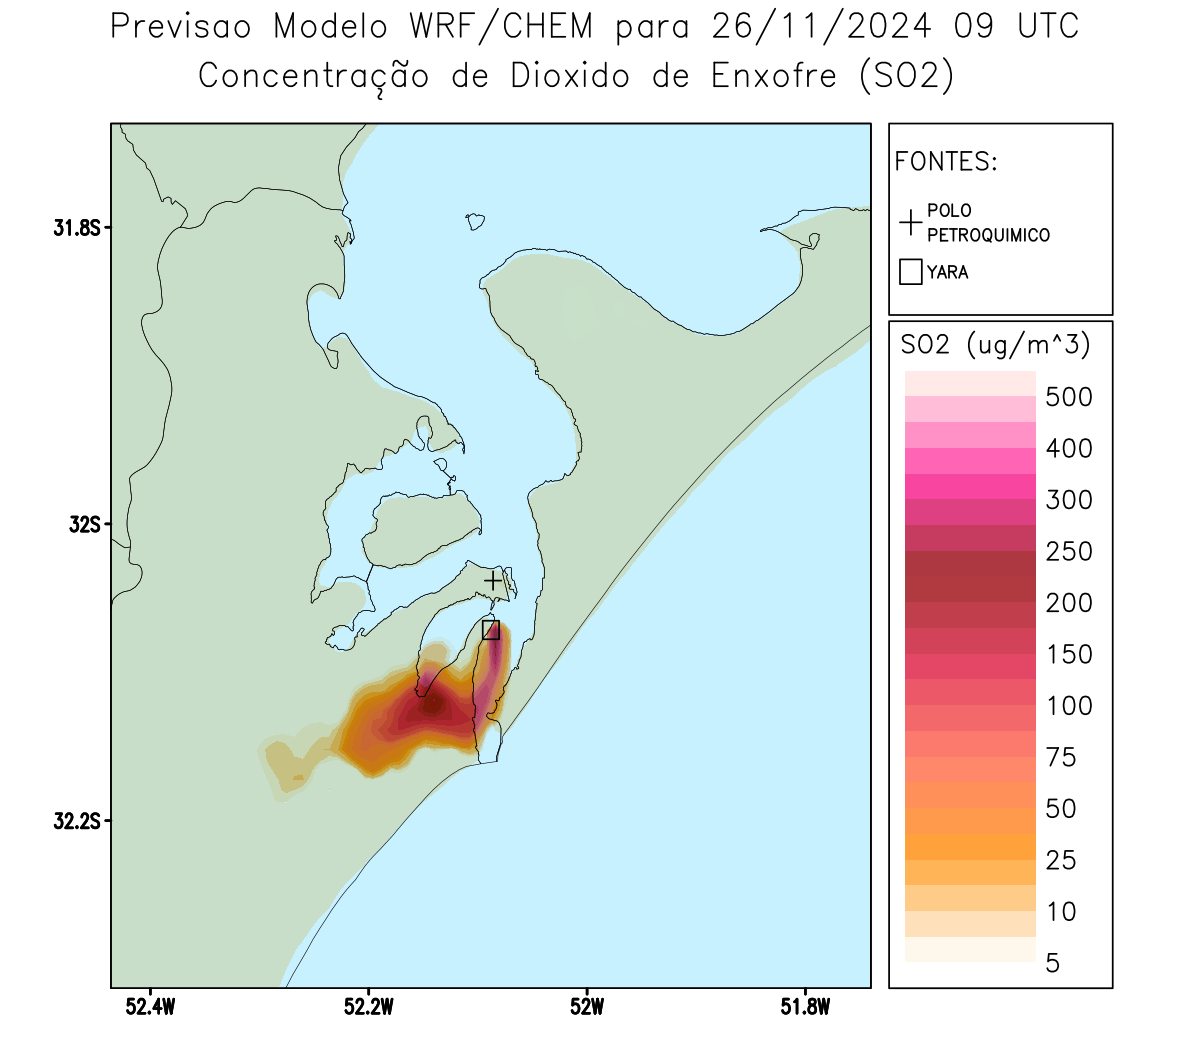 Previsao Modelo WRF/CHEM para 26/11/2024 09 UTC
Concentração de Dioxido de Enxofre (SO2)
FONTES:
POLO
PETROQUIMICO
YARA
31.8S
32S
32.2S
52.4W
52.2W
52W
51.8W
SO2 (ug/m^3)
500
400
300
250
200
150
100
75
50
25
10
5